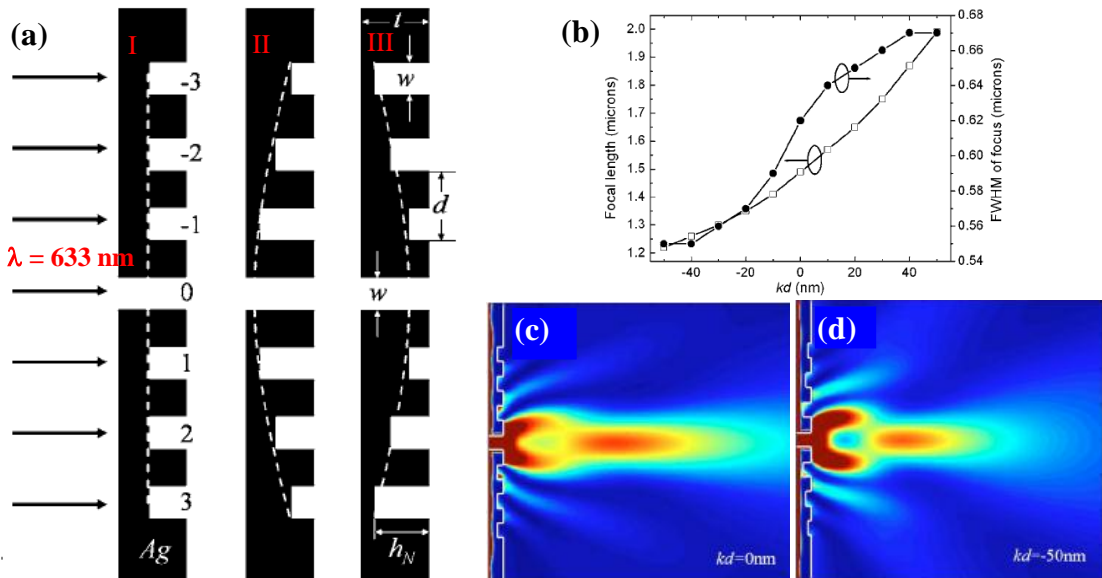 (a)
I
II
III
t
w
-3
-2
-1
d
λ = 633 nm
0
w
1
2
3
Ag
h_N
(b)
Focal length (microns)
2.1
2.0
1.9
1.8
1.7
1.6
1.5
1.4
1.3
1.2
-40
-20
0
20
40
kd (nm)
0.68
0.66
0.64
0.62
0.60
0.58
0.56
0.54
FWHM of focus (microns)
(c)
kd=0nm
(d)
kd=-50nm